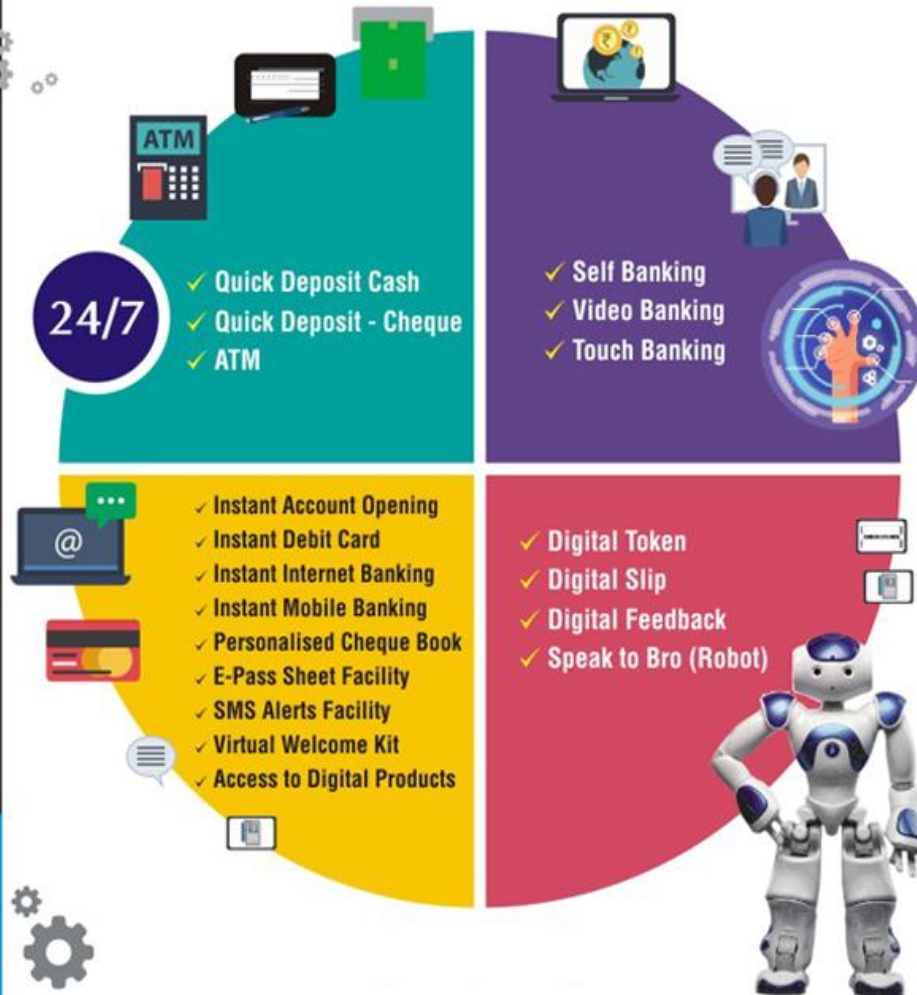 ATM
24/7
Quick Deposit Cash
Quick Deposit - Cheque
ATM
Self Banking
Video Banking
Touch Banking
@
Instant Account Opening
Instant Debit Card
Instant Internet Banking
Instant Mobile Banking
Personalised Cheque Book
E-Pass Sheet Facility
SMS Alerts Facility
Virtual Welcome Kit
Access to Digital Products
Digital Token
Digital Slip
Digital Feedback
Speak to Bro (Robot)